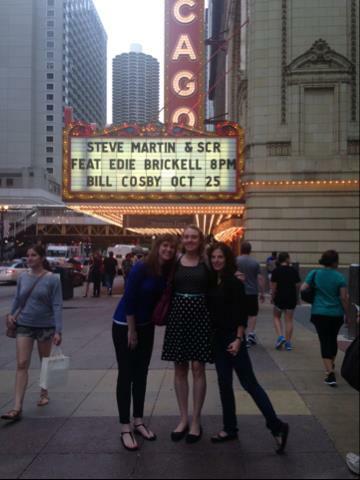 CAGO
STEVE MARTIN & SCR
FEAT EDIE BRICKELL 8PM
BILL COSBY OCT 25